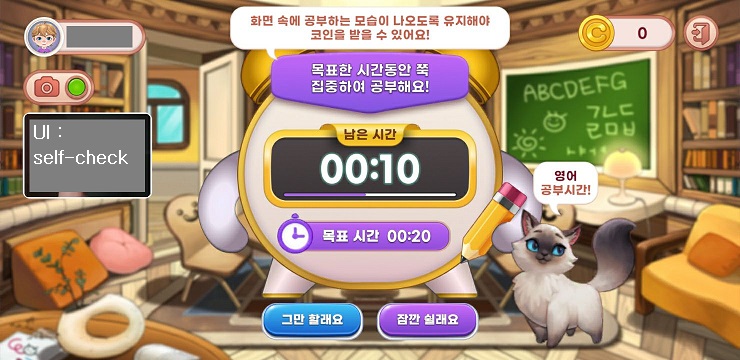 화면 속에 공부하는 모습이 나오도록 유지해야
코인을 받을 수 있어요!
0
목표한 시간동안 쭉
집중하여 공부해요!
UI :
self-check
남은 시간
00:10
목표 시간 00:20
ABCDEFG
ㄱㄴㄷ
ㄹㅁㅂ
영어
공부시간!
그만 할래요
잠깐 쉴래요